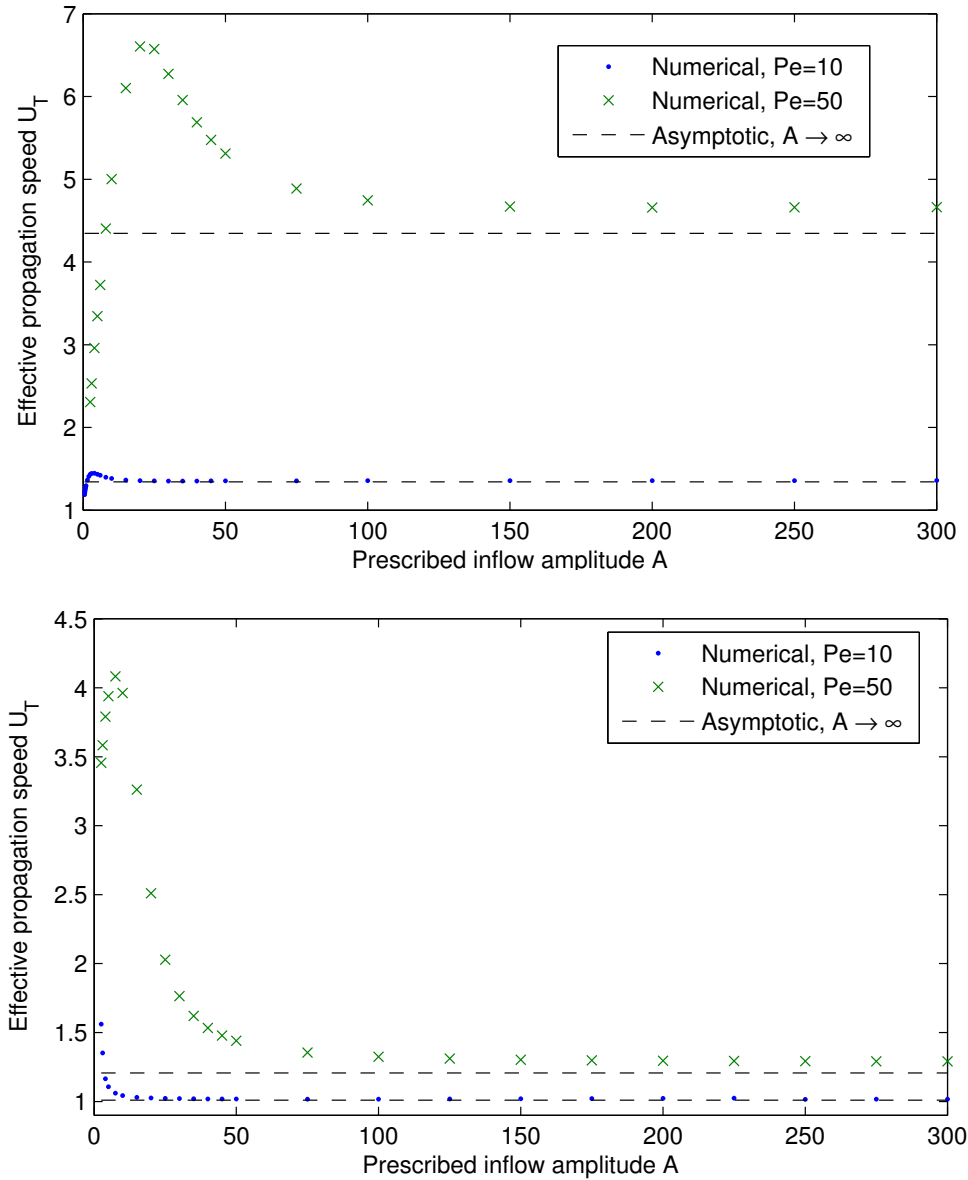 7
6
5
4
3
2
1
Effective propagation speed U_T
Numerical, Pe=10
Numerical, Pe=50
Asymptotic, A → ∞
0 50 100 150 200 250 300
Prescribed inflow amplitude A
4.5
4
3.5
3
2.5
2
1.5
1
Effective propagation speed U_T
Numerical, Pe=10
Numerical, Pe=50
Asymptotic, A → ∞
0 50 100 150 200 250 300
Prescribed inflow amplitude A